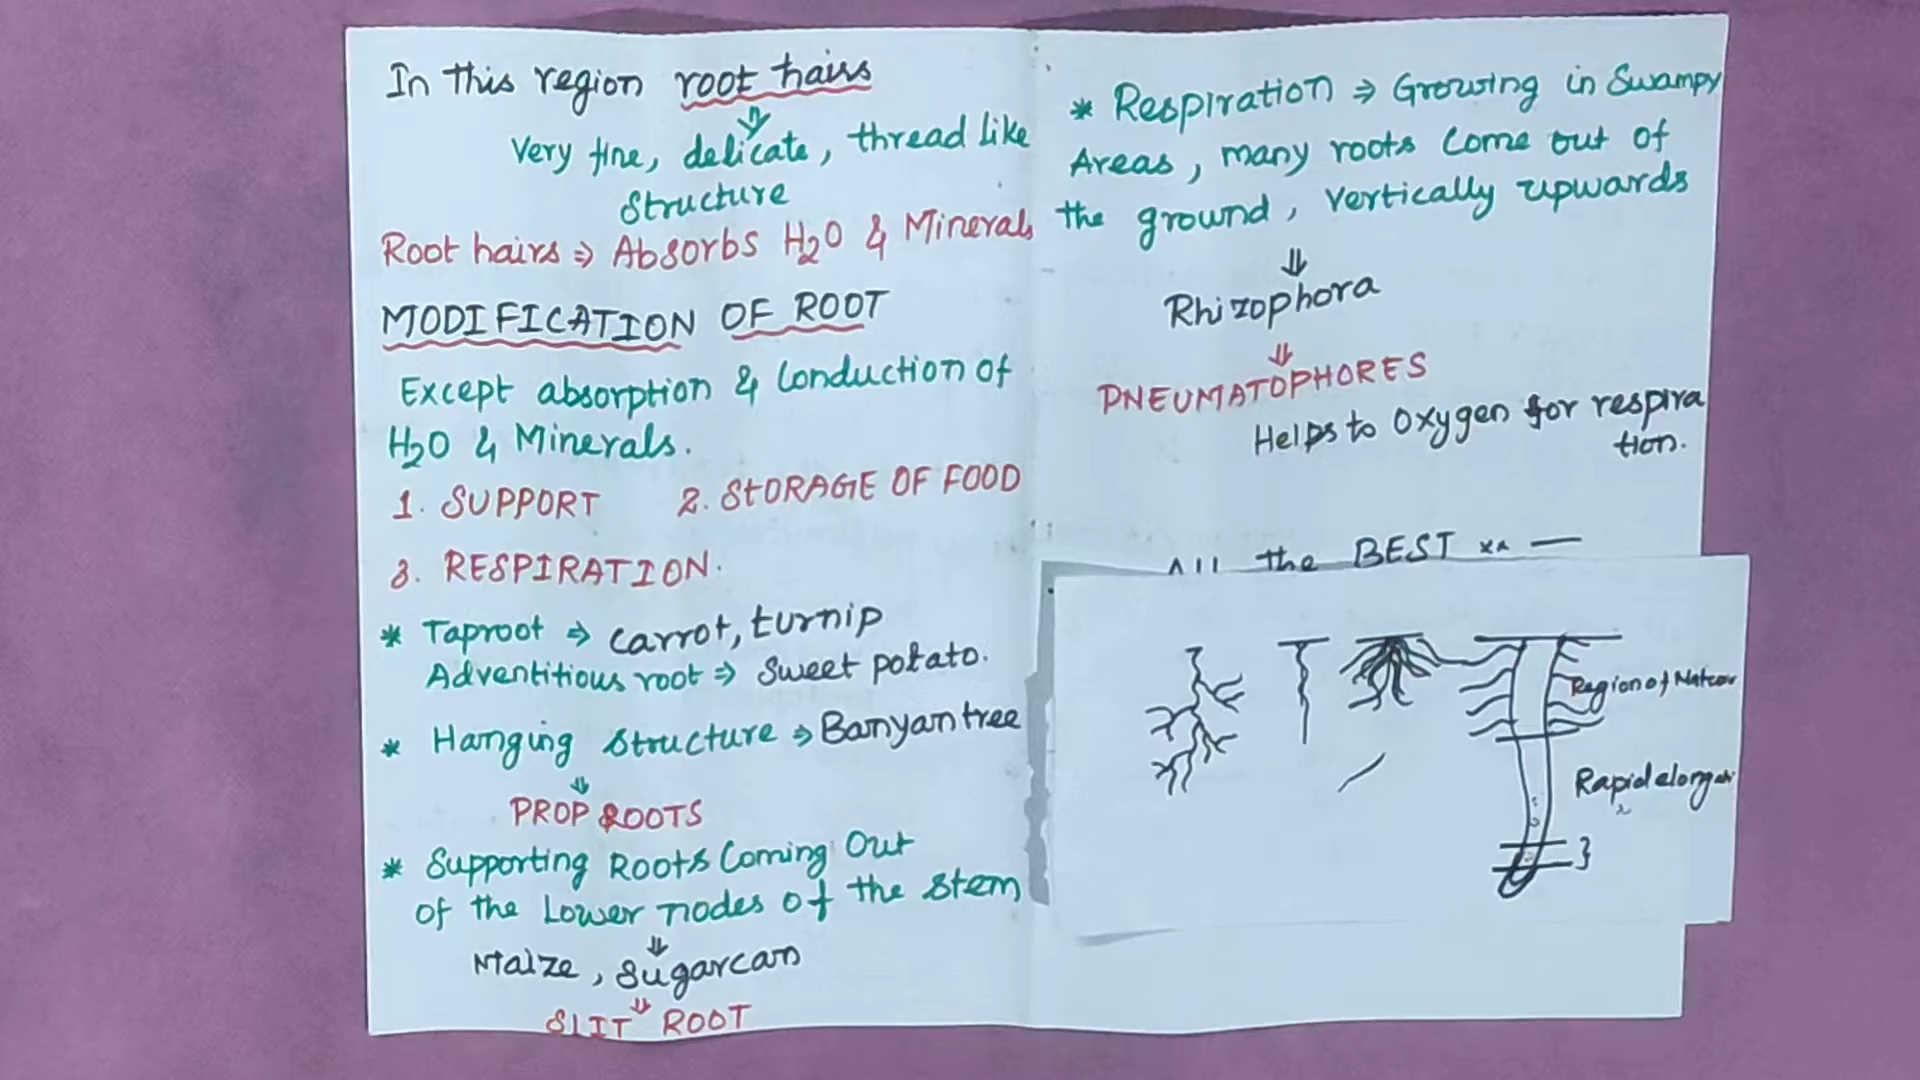 In this region root hairs
⇓
Very fine, delicate, thread like
Structure
Root hairs ⇒ Absorbs H2O & Minerals
MODIFICATION OF ROOT
Except absorption & Conduction of
H2O & Minerals.
1. SUPPORT 2. STORAGE OF FOOD
3. RESPIRATION.
* Taproot ⇒ carrot, turnip
Adventitious root ⇒ Sweet potato.
* Hanging structure ⇒ Banyan tree
⇓
PROP ROOTS
* Supporting Roots Coming Out
of the Lower nodes of the stem
⇓
Maize, Sugarcan
⇓
SLIT ROOT
* Respiration ⇒ Growing in Swampy
Areas, many roots Come out of
the ground, Vertically upwards
⇓
Rhizophora
⇓
PNEUMATOPHORES
Helps to Oxygen for respira
tion.
All the BEST
Region of
Rapid